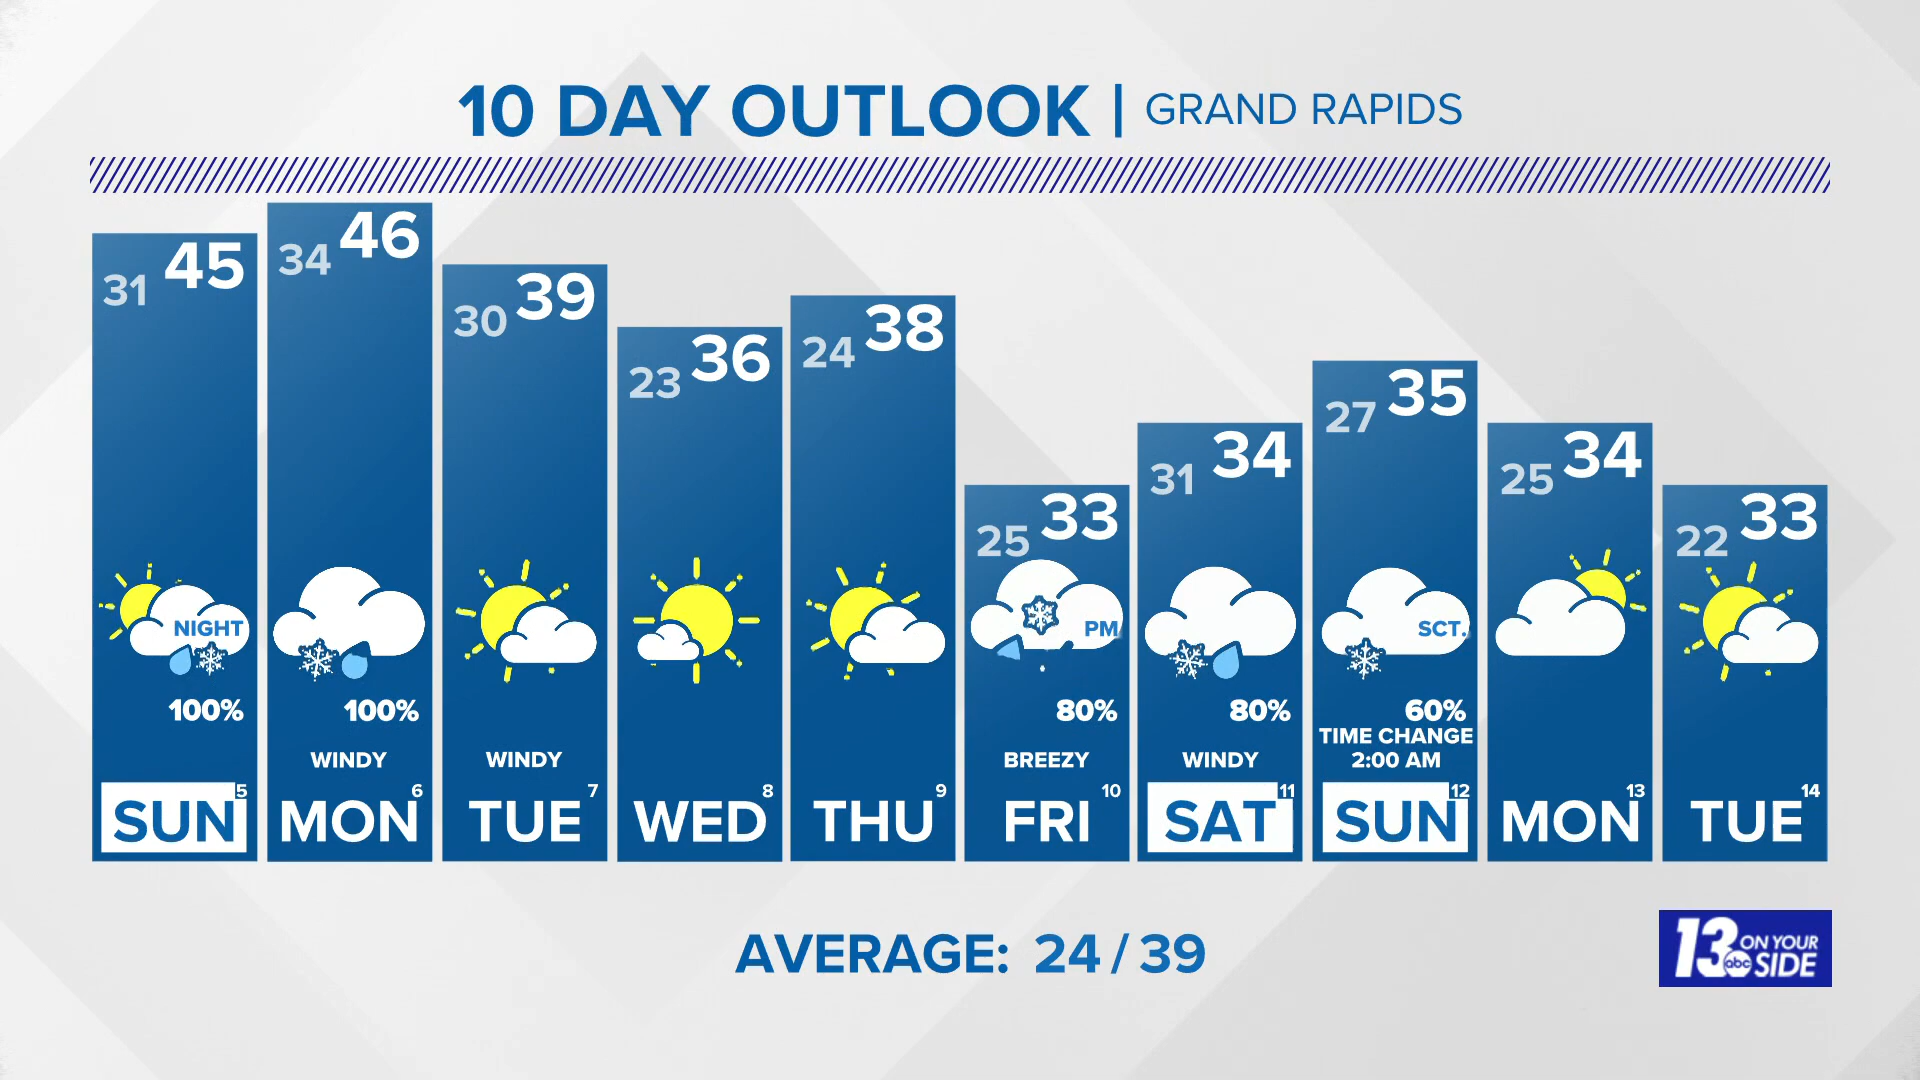 10 DAY OUTLOOK | GRAND RAPIDS
31 45
NIGHT
100%
SUN 5
34 46
100%
WINDY
MON 6
30 39
WINDY
TUE 7
23 36
WED 8
24 38
THU 9
25 33
PM
80%
BREEZY
FRI 10
31 34
80%
WINDY
SAT 11
27 35
SCT.
60%
TIME CHANGE
2:00 AM
SUN 12
25 34
MON 13
22 33
TUE 14
AVERAGE: 24 / 39
13 abc ON YOUR
SIDE